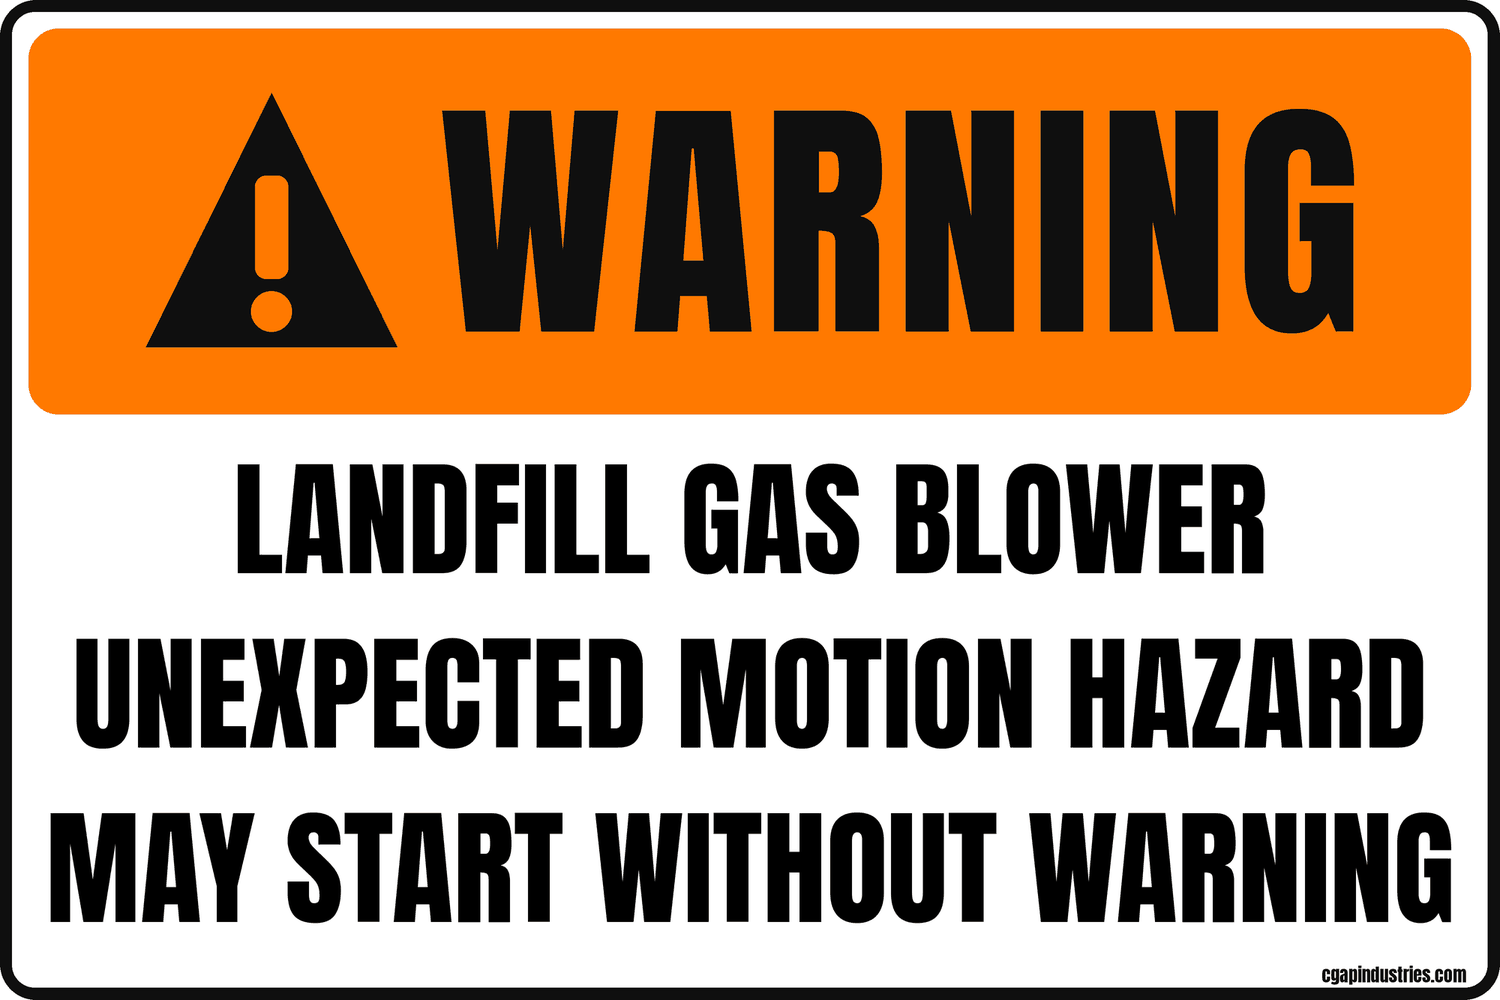 WARNING
LANDFILL GAS BLOWER
UNEXPECTED MOTION HAZARD
MAY START WITHOUT WARNING
cgapindustries.com